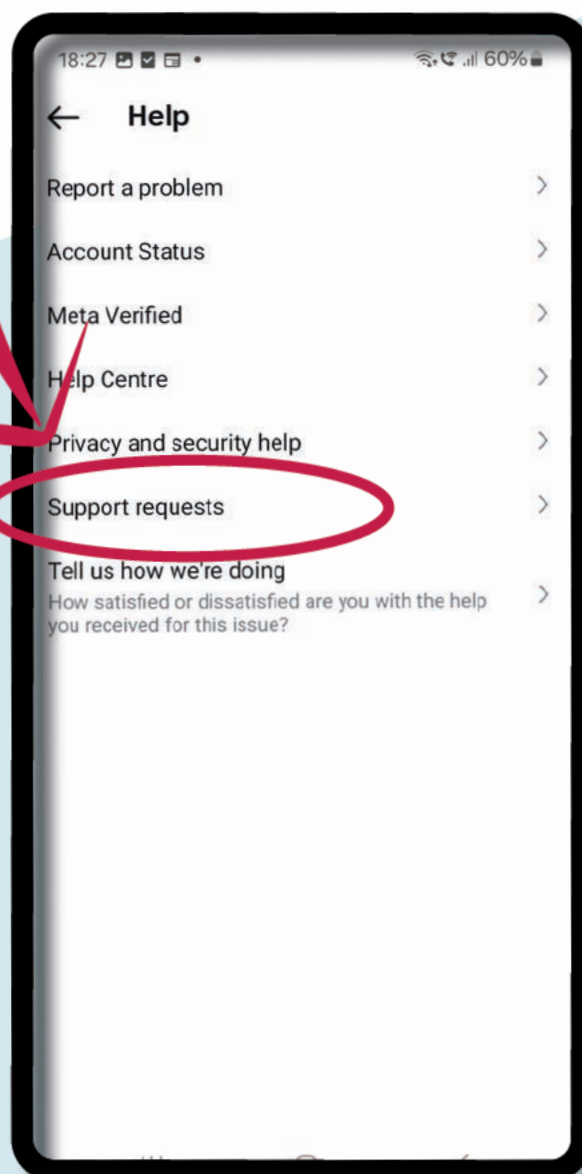 18:27 60%
Help
Report a problem
Account Status
Meta Verified
Help Centre
Privacy and security help
Support requests
Tell us how we're doing
How satisfied or dissatisfied are you with the help
you received for this issue?